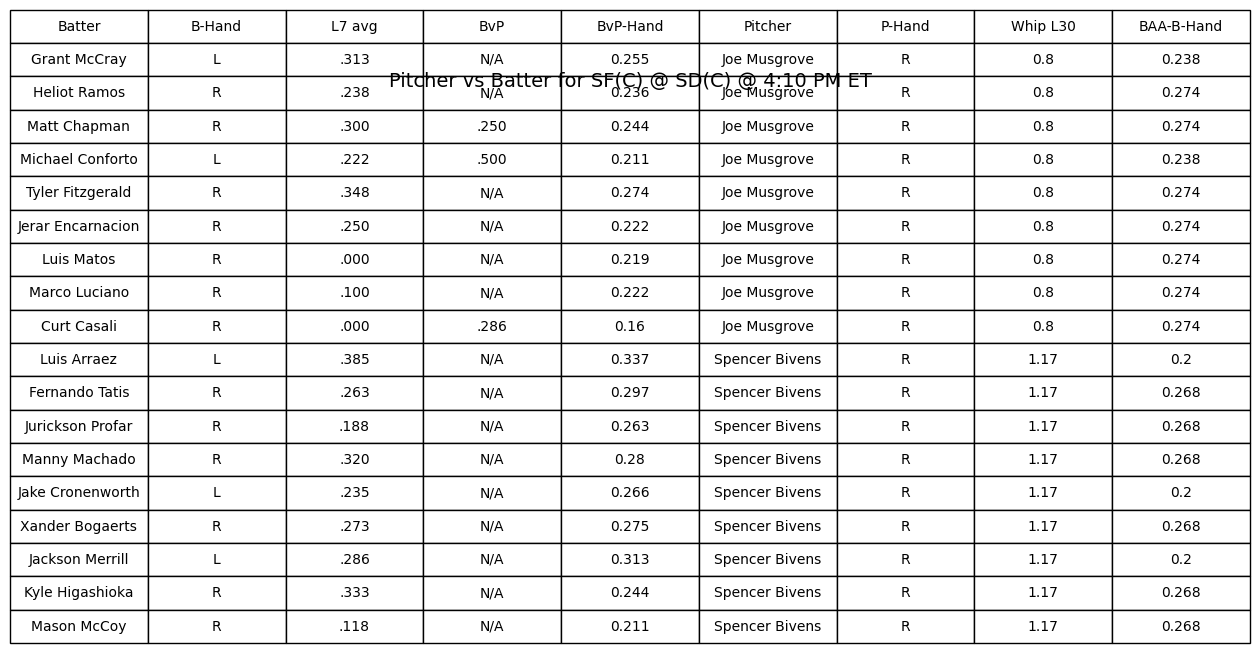 Batter B-Hand L7 avg BvP BvP-Hand Pitcher P-Hand Whip L30 BAA-B-Hand
Grant McCray L .313 N/A 0.255 Joe Musgrove R 0.8 0.238
Pitcher vs Batter for SF(C) @ SD(C) @ 4:10 PM ET
Heliot Ramos R .238 N/A 0.236 Joe Musgrove R 0.8 0.274
Matt Chapman R .300 .250 0.244 Joe Musgrove R 0.8 0.274
Michael Conforto L .222 .500 0.211 Joe Musgrove R 0.8 0.238
Tyler Fitzgerald R .348 N/A 0.274 Joe Musgrove R 0.8 0.274
Jerar Encarnacion R .250 N/A 0.222 Joe Musgrove R 0.8 0.274
Luis Matos R .000 N/A 0.219 Joe Musgrove R 0.8 0.274
Marco Luciano R .100 N/A 0.222 Joe Musgrove R 0.8 0.274
Curt Casali R .000 .286 0.16 Joe Musgrove R 0.8 0.274
Luis Arraez L .385 N/A 0.337 Spencer Bivens R 1.17 0.2
Fernando Tatis R .263 N/A 0.297 Spencer Bivens R 1.17 0.268
Jurickson Profar R .188 N/A 0.263 Spencer Bivens R 1.17 0.268
Manny Machado R .320 N/A 0.28 Spencer Bivens R 1.17 0.268
Jake Cronenworth L .235 N/A 0.266 Spencer Bivens R 1.17 0.2
Xander Bogaerts R .273 N/A 0.275 Spencer Bivens R 1.17 0.268
Jackson Merrill L .286 N/A 0.313 Spencer Bivens R 1.17 0.2
Kyle Higashioka R .333 N/A 0.244 Spencer Bivens R 1.17 0.268
Mason McCoy R .118 N/A 0.211 Spencer Bivens R 1.17 0.268